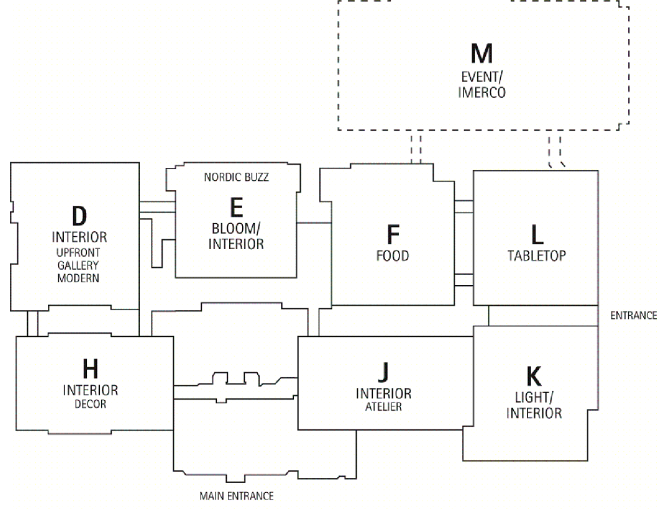 M
EVENT/
IMERCO
NORDIC BUZZ
D
INTERIOR
UPFRONT
GALLERY
MODERN
E
BLOOM/
INTERIOR
F
FOOD
L
TABLETOP
ENTRANCE
H
INTERIOR
DECOR
J
INTERIOR
ATELIER
K
LIGHT/
INTERIOR
MAIN ENTRANCE